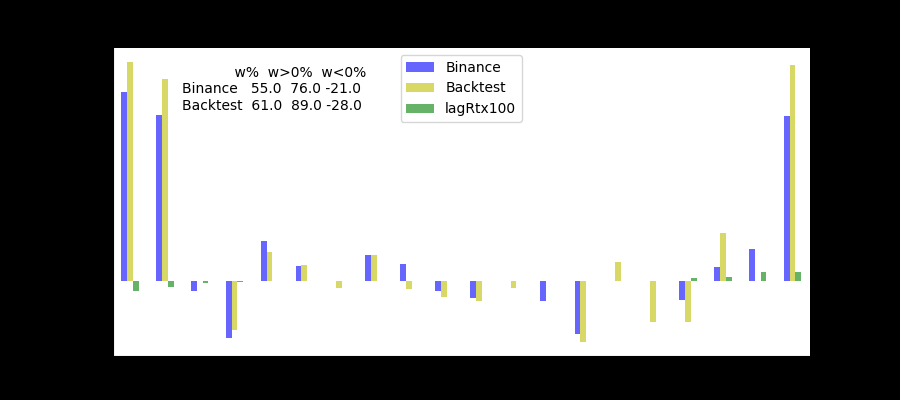 w% w>0% w<0%
Binance 55.0 76.0 -21.0
Backtest 61.0 89.0 -28.0
Binance
Backtest
lagRtx100